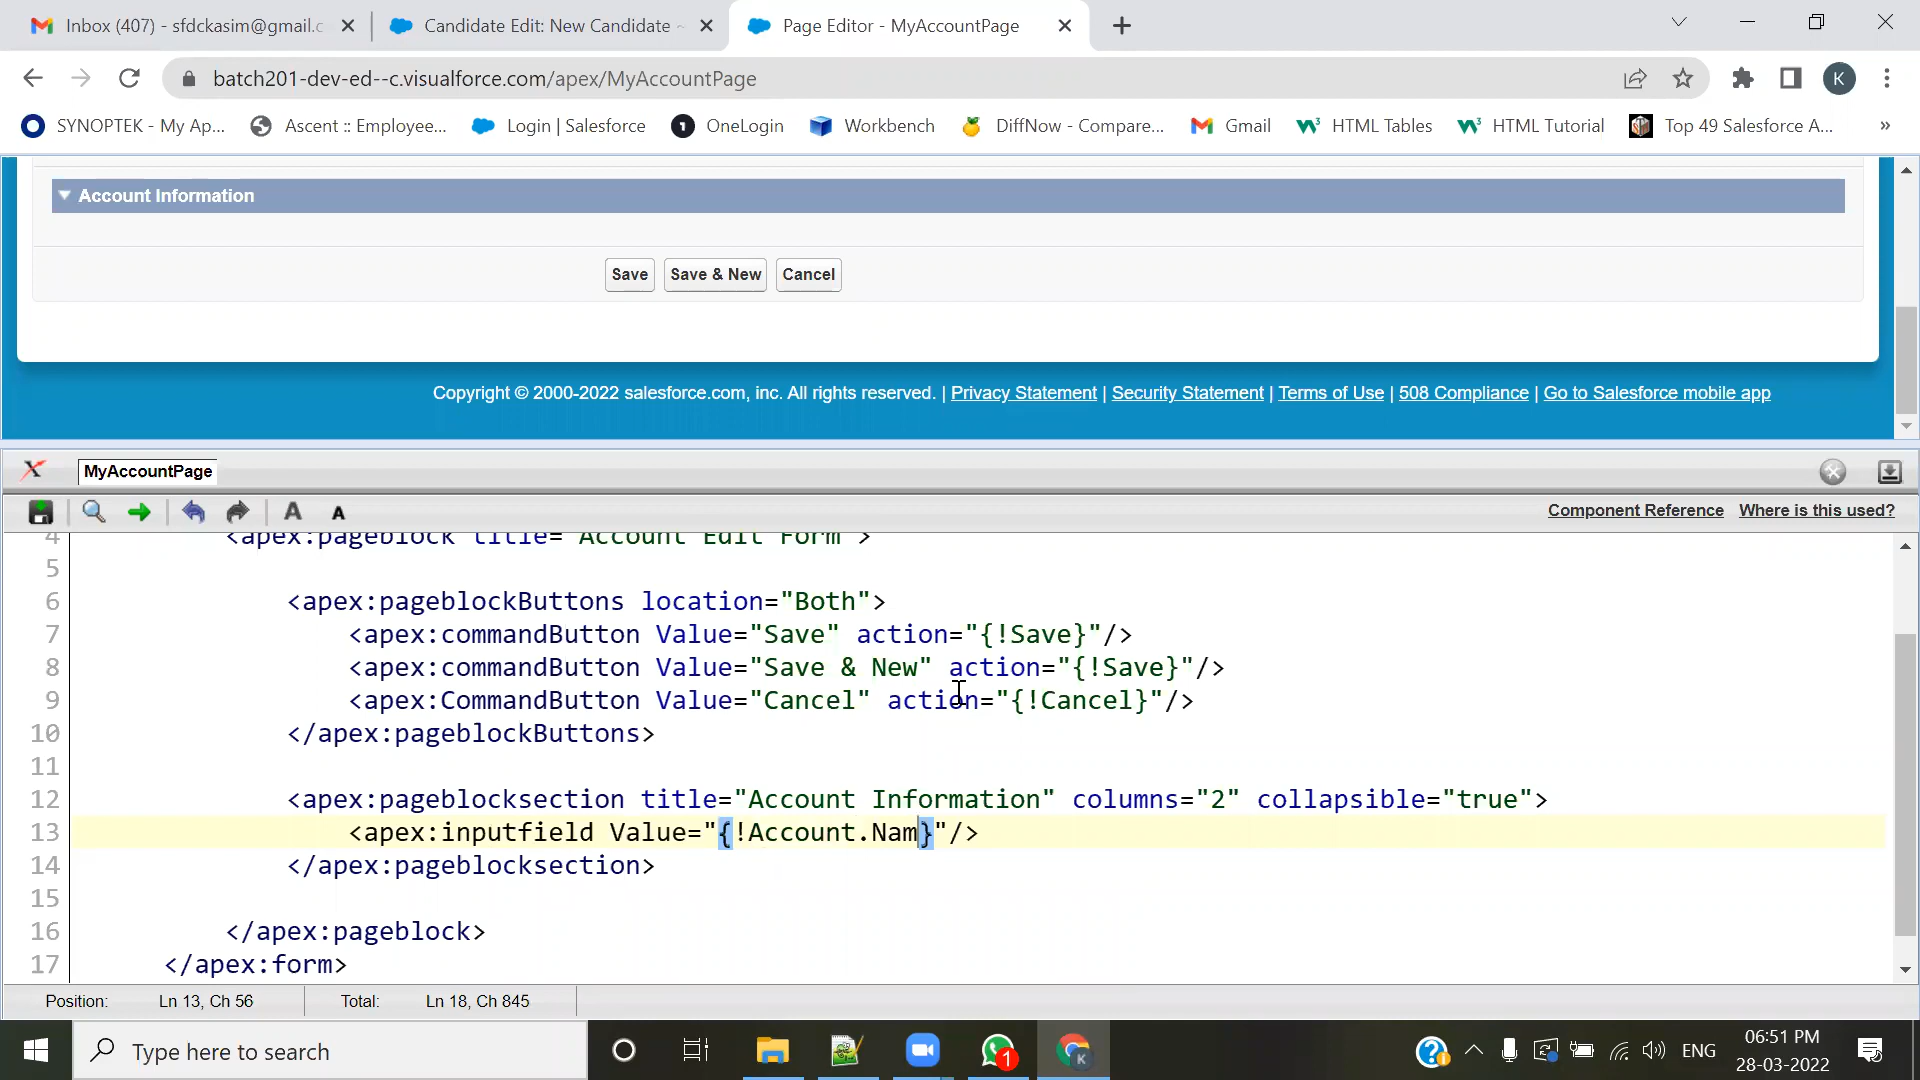 Inbox (407) - sfdckasim@gmail.c
Candidate Edit: New Candidate ~
Page Editor - MyAccountPage
batch201-dev-ed--c.visualforce.com/apex/MyAccountPage
K
SYNOPTEK - My Ap...
Ascent :: Employee...
Login | Salesforce
OneLogin
Workbench
DiffNow - Compare...
Gmail
HTML Tables
HTML Tutorial
Top 49 Salesforce A...
»
Account Information
Save
Save & New
Cancel
Copyright © 2000-2022 salesforce.com, inc. All rights reserved. | Privacy Statement | Security Statement | Terms of Use | 508 Compliance | Go to Salesforce mobile app
MyAccountPage
A
A
Component Reference
Where is this used?
4 <apex:pageblock title="Account Edit Form">
5
6 <apex:pageblockButtons location="Both">
7 <apex:commandButton Value="Save" action="{!Save}"/>
8 <apex:commandButton Value="Save & New" action="{!Save}"/>
9 <apex:CommandButton Value="Cancel" action="{!Cancel}"/>
10 </apex:pageblockButtons>
11
12 <apex:pageblocksection title="Account Information" columns="2" collapsible="true">
13 <apex:inputfield Value="{!Account.Nam}"/>
14 </apex:pageblocksection>
15
16 </apex:pageblock>
17 </apex:form>
Position: Ln 13, Ch 56 Total: Ln 18, Ch 845
Type here to search
1
K
ENG
06:51 PM
28-03-2022